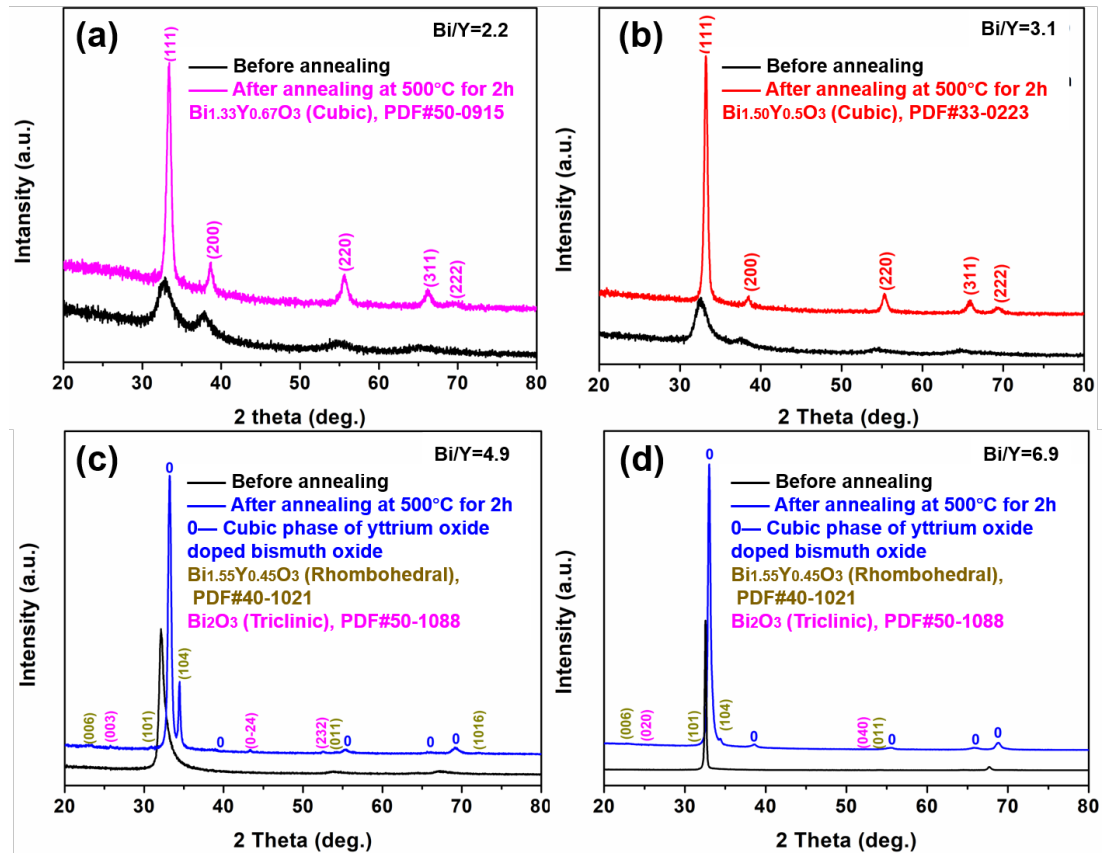 (a)
Bi/Y=2.2
(111)
Before annealing
After annealing at 500°C for 2h
Bi1.33Y0.67O3 (Cubic), PDF#50-0915
(200)
(220)
(311)
(222)
Intansity (a.u.)
20 30 40 50 60 70 80
2 theta (deg.)
(b)
Bi/Y=3.1
(111)
Before annealing
After annealing at 500°C for 2h
Bi1.50Y0.5O3 (Cubic), PDF#33-0223
(200)
(220)
(311)
(222)
Intensity (a.u.)
20 30 40 50 60 70 80
2 Theta (deg.)
(c)
Bi/Y=4.9
0
Before annealing
After annealing at 500°C for 2h
0— Cubic phase of yttrium oxide
doped bismuth oxide
Bi1.55Y0.45O3 (Rhombohedral),
PDF#40-1021
Bi2O3 (Triclinic), PDF#50-1088
(006)
(003)
(101)
(104)
0
(0-24)
(232)
(011)
0
0
0
(1016)
Intensity (a.u.)
20 30 40 50 60 70 80
2 Theta (deg.)
(d)
Bi/Y=6.9
0
Before annealing
After annealing at 500°C for 2h
0— Cubic phase of yttrium oxide
doped bismuth oxide
Bi1.55Y0.45O3 (Rhombohedral),
PDF#40-1021
Bi2O3 (Triclinic), PDF#50-1088
(006)
(020)
(101)
(104)
0
(040)
(011)
0
0
0
Intensity (a.u.)
20 30 40 50 60 70 80
2 Theta (deg.)